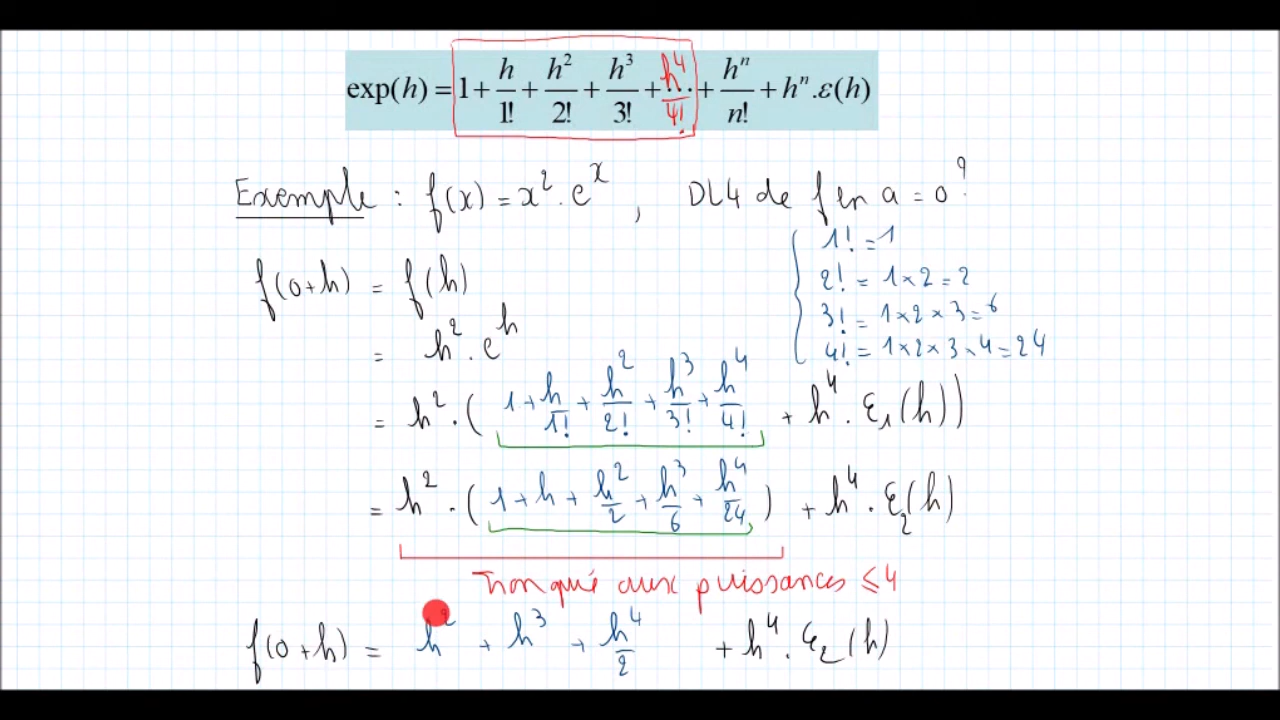 exp(h) = 1 + h/1! + h²/2! + h³/3! + h⁴/4! + hⁿ/n! + hⁿ.ε(h)
Exemple : f(x) = x² . eˣ , DL4 de f en a = 0 ?
1! = 1
f(0+h) = f(h)
2! = 1×2 = 2
3! = 1×2×3 = 6
= h² . eʰ
4! = 1×2×3×4 = 24
= h² . ( 1 + h/1! + h²/2! + h³/3! + h⁴/4! + h⁴ . ε₁(h))
= h² . ( 1 + h + h²/2 + h³/6 + h⁴/24 ) + h⁴ . ε₂(h)
Tronqué aux puissances ≤ 4
f(0+h) = h² + h³ + h⁴/2 + h⁴ . ε₂(h)